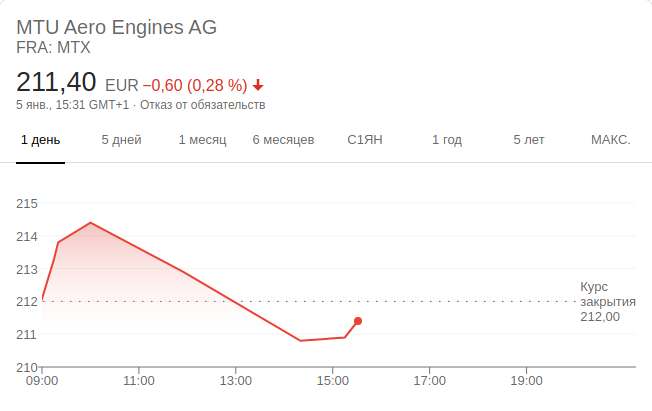 MTU Aero Engines AG
FRA: MTX
211,40 EUR −0,60 (0,28 %)
5 янв., 15:31 GMT+1 · Отказ от обязательств
1 день 5 дней 1 месяц 6 месяцев С1ЯН 1 год 5 лет МАКС.
215
214
213
212
211
210
Курс
закрытия
212,00
09:00 11:00 13:00 15:00 17:00 19:00